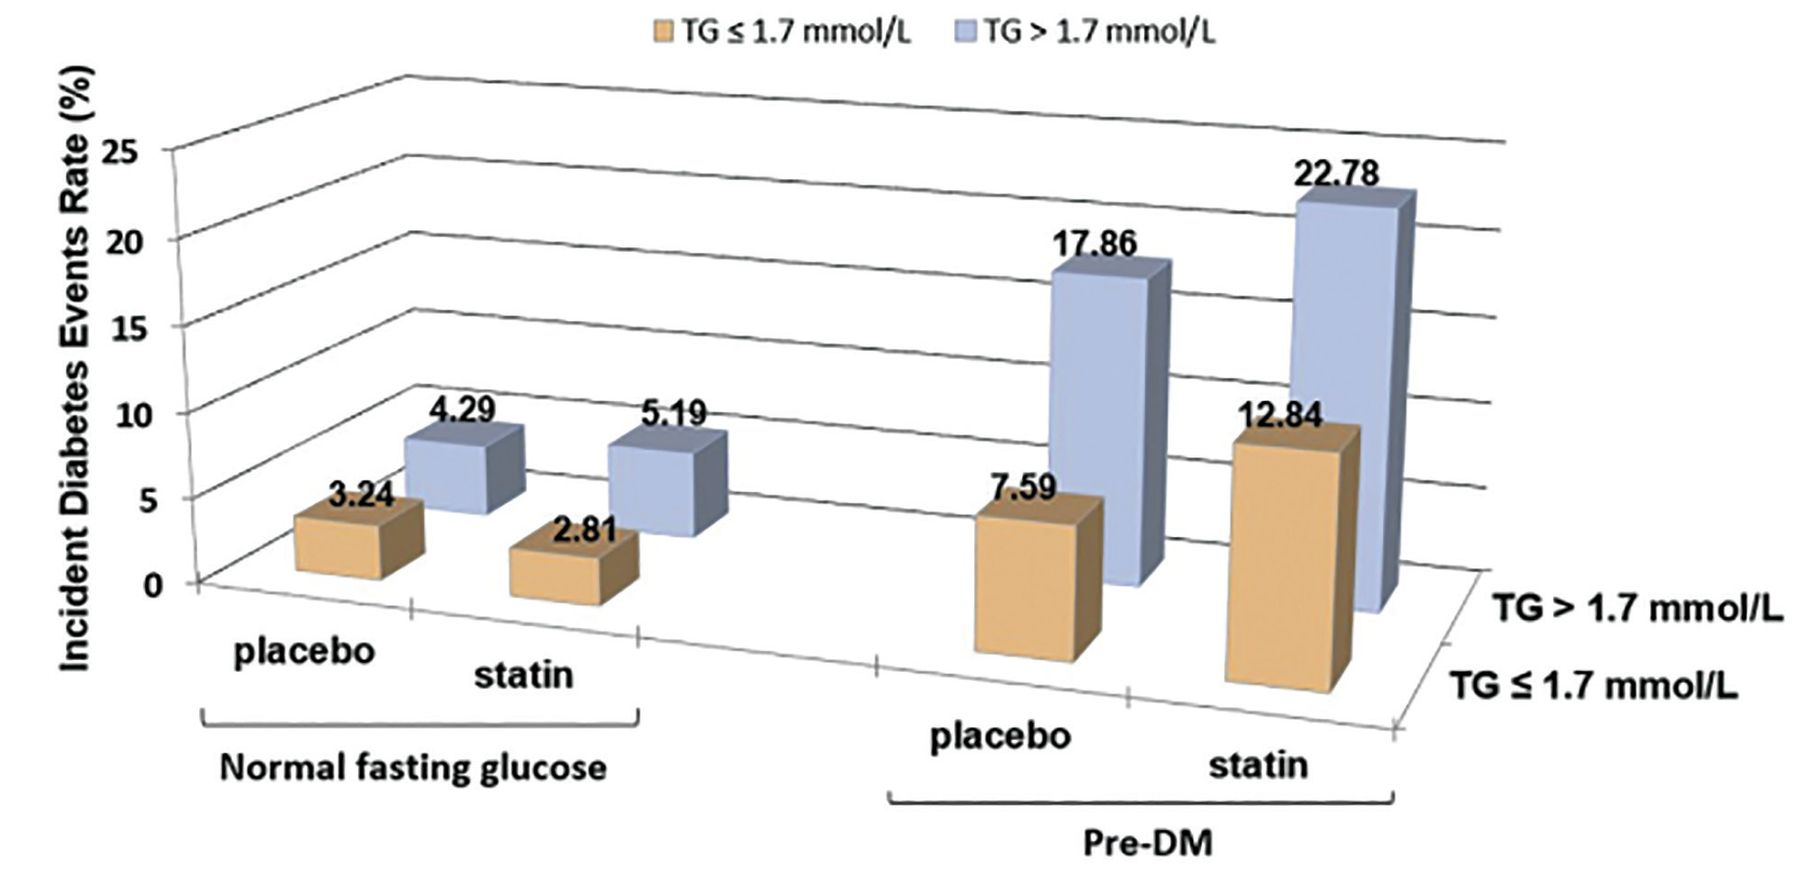 TG ≤ 1.7 mmol/L TG > 1.7 mmol/L
Incident Diabetes Events Rate (%)
25
20
15
10
5
0
3.24
4.29
2.81
5.19
7.59
17.86
12.84
22.78
TG > 1.7 mmol/L
TG ≤ 1.7 mmol/L
placebo
statin
placebo
statin
Normal fasting glucose
Pre-DM